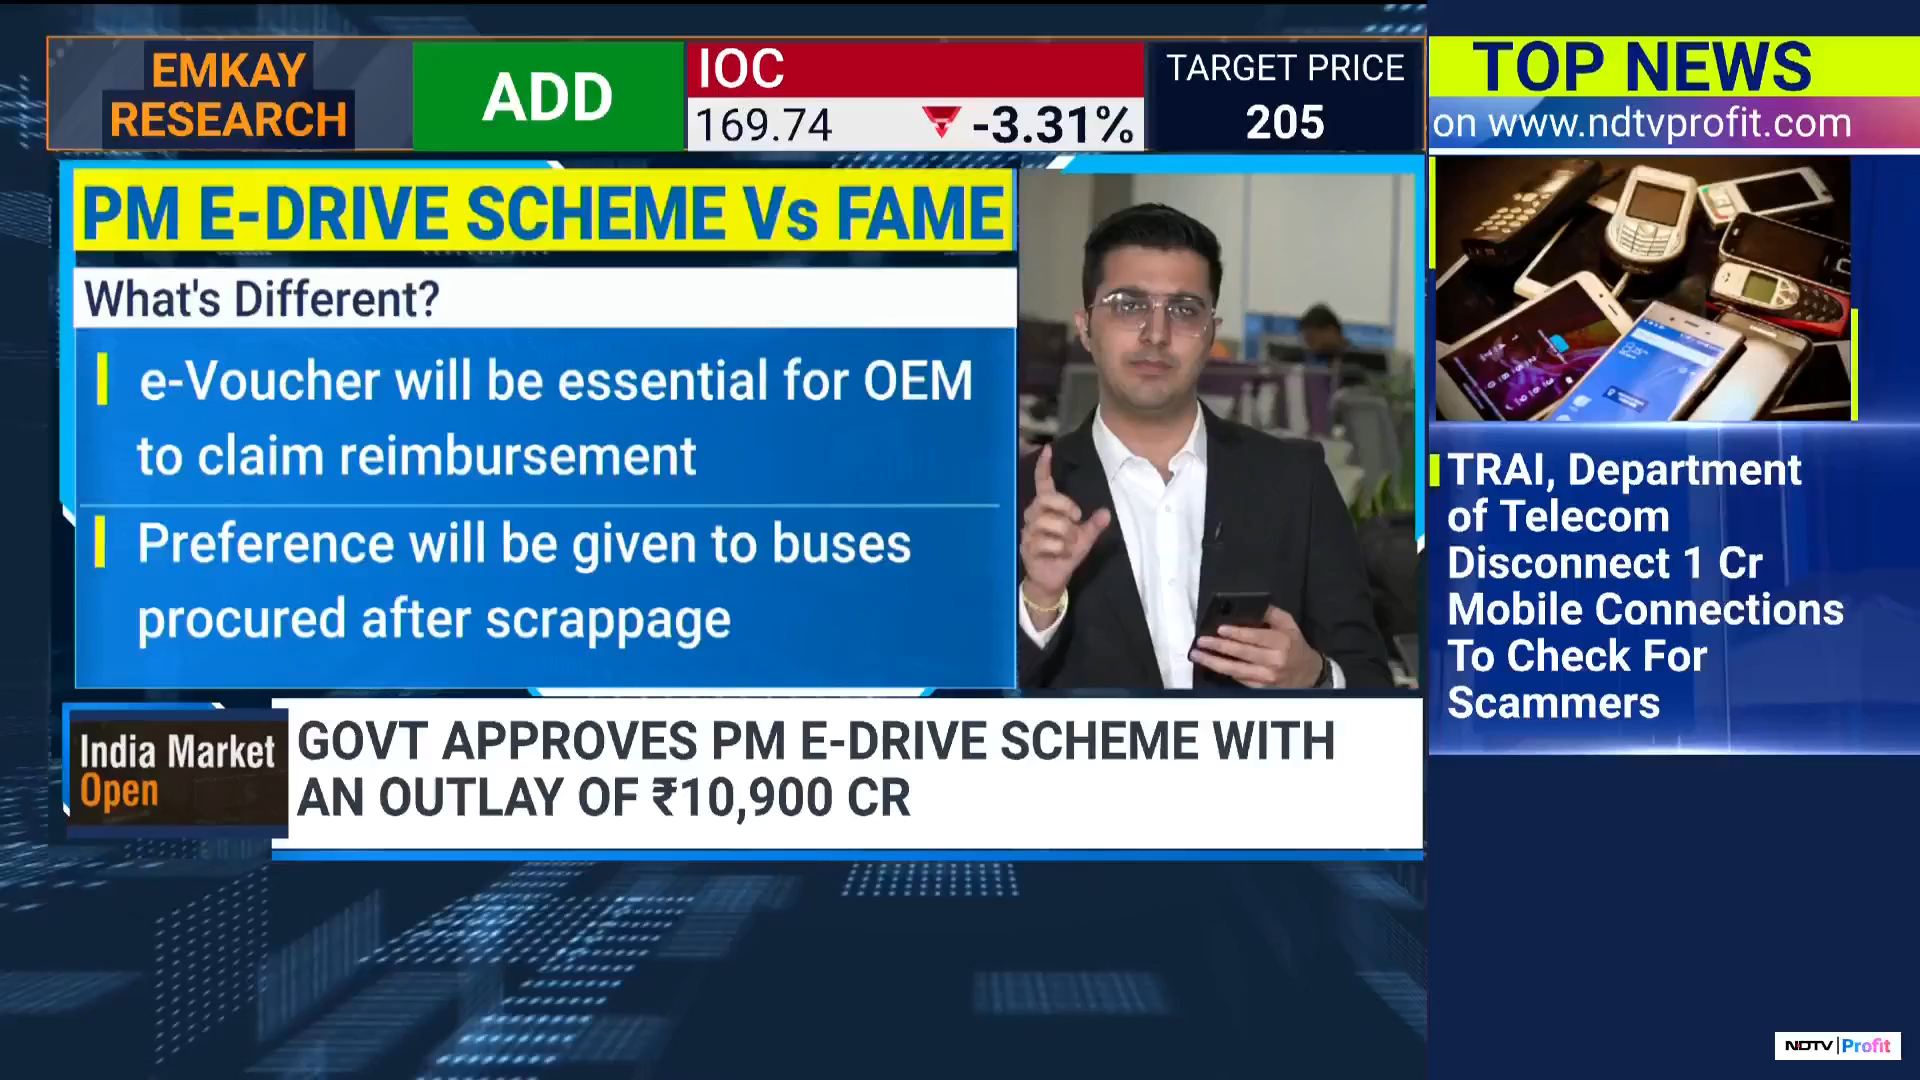 EMKAY
RESEARCH
ADD
IOC
169.74
-3.31%
TARGET PRICE
205
TOP NEWS
on www.ndtvprofit.com
PM E-DRIVE SCHEME Vs FAME
What's Different?
e-Voucher will be essential for OEM
to claim reimbursement
Preference will be given to buses
procured after scrappage
TRAI, Department
of Telecom
Disconnect 1 Cr
Mobile Connections
To Check For
Scammers
India Market
Open
GOVT APPROVES PM E-DRIVE SCHEME WITH
AN OUTLAY OF ₹10,900 CR
NDTV Profit